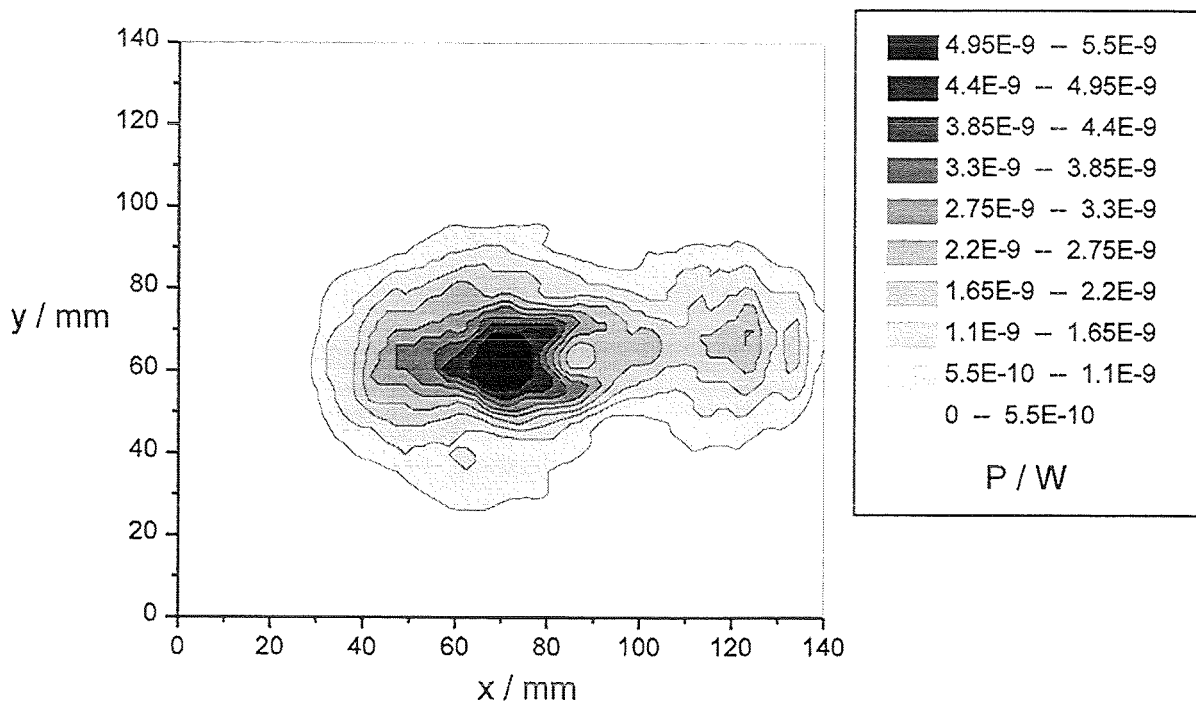 140
120
100
80
60
40
20
0
y / mm
0 20 40 60 80 100 120 140
x / mm
4.95E-9 -- 5.5E-9
4.4E-9 -- 4.95E-9
3.85E-9 -- 4.4E-9
3.3E-9 -- 3.85E-9
2.75E-9 -- 3.3E-9
2.2E-9 -- 2.75E-9
1.65E-9 -- 2.2E-9
1.1E-9 -- 1.65E-9
5.5E-10 -- 1.1E-9
0 -- 5.5E-10
P / W